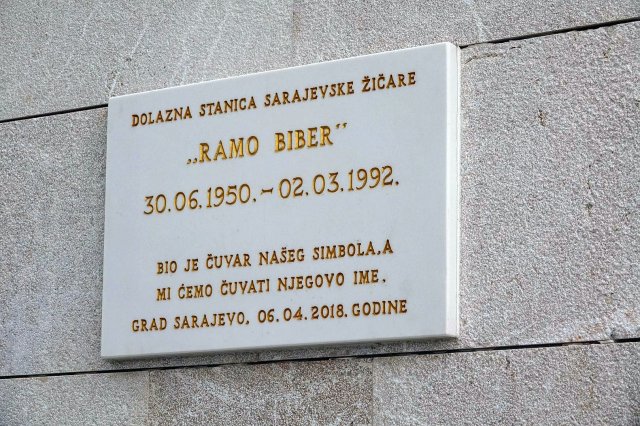 DOLAZNA STANICA SARAJEVSKE ŽIČARE
„RAMO BIBER”
30.06.1950. – 02.03.1992.
BIO JE ČUVAR NAŠEG SIMBOLA, A
MI ĆEMO ČUVATI NJEGOVO IME.
GRAD SARAJEVO, 06.04.2018. GODINE